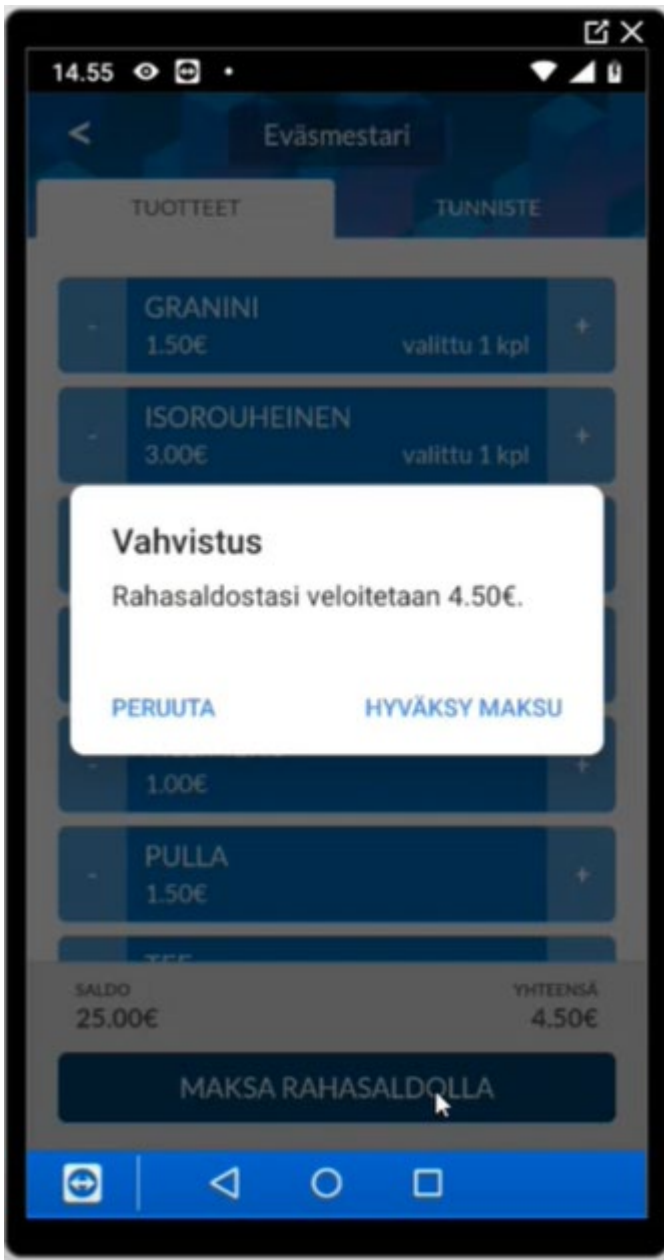 14.55
< Eväsmestari
TUOTTEET TUNNISTE
GRANINI
- 1.50€ valittu 1 kpl +
ISOROUHEINEN
- 3.00€ valittu 1 kpl +
Vahvistus
Rahasaldostasi veloitetaan 4.50€.
PERUUTA HYVÄKSY MAKSU
- 1.00€ +
PULLA
- 1.50€ +
TEE
SALDO YHTEENSÄ
25.00€ 4.50€
MAKSA RAHASALDOLLA